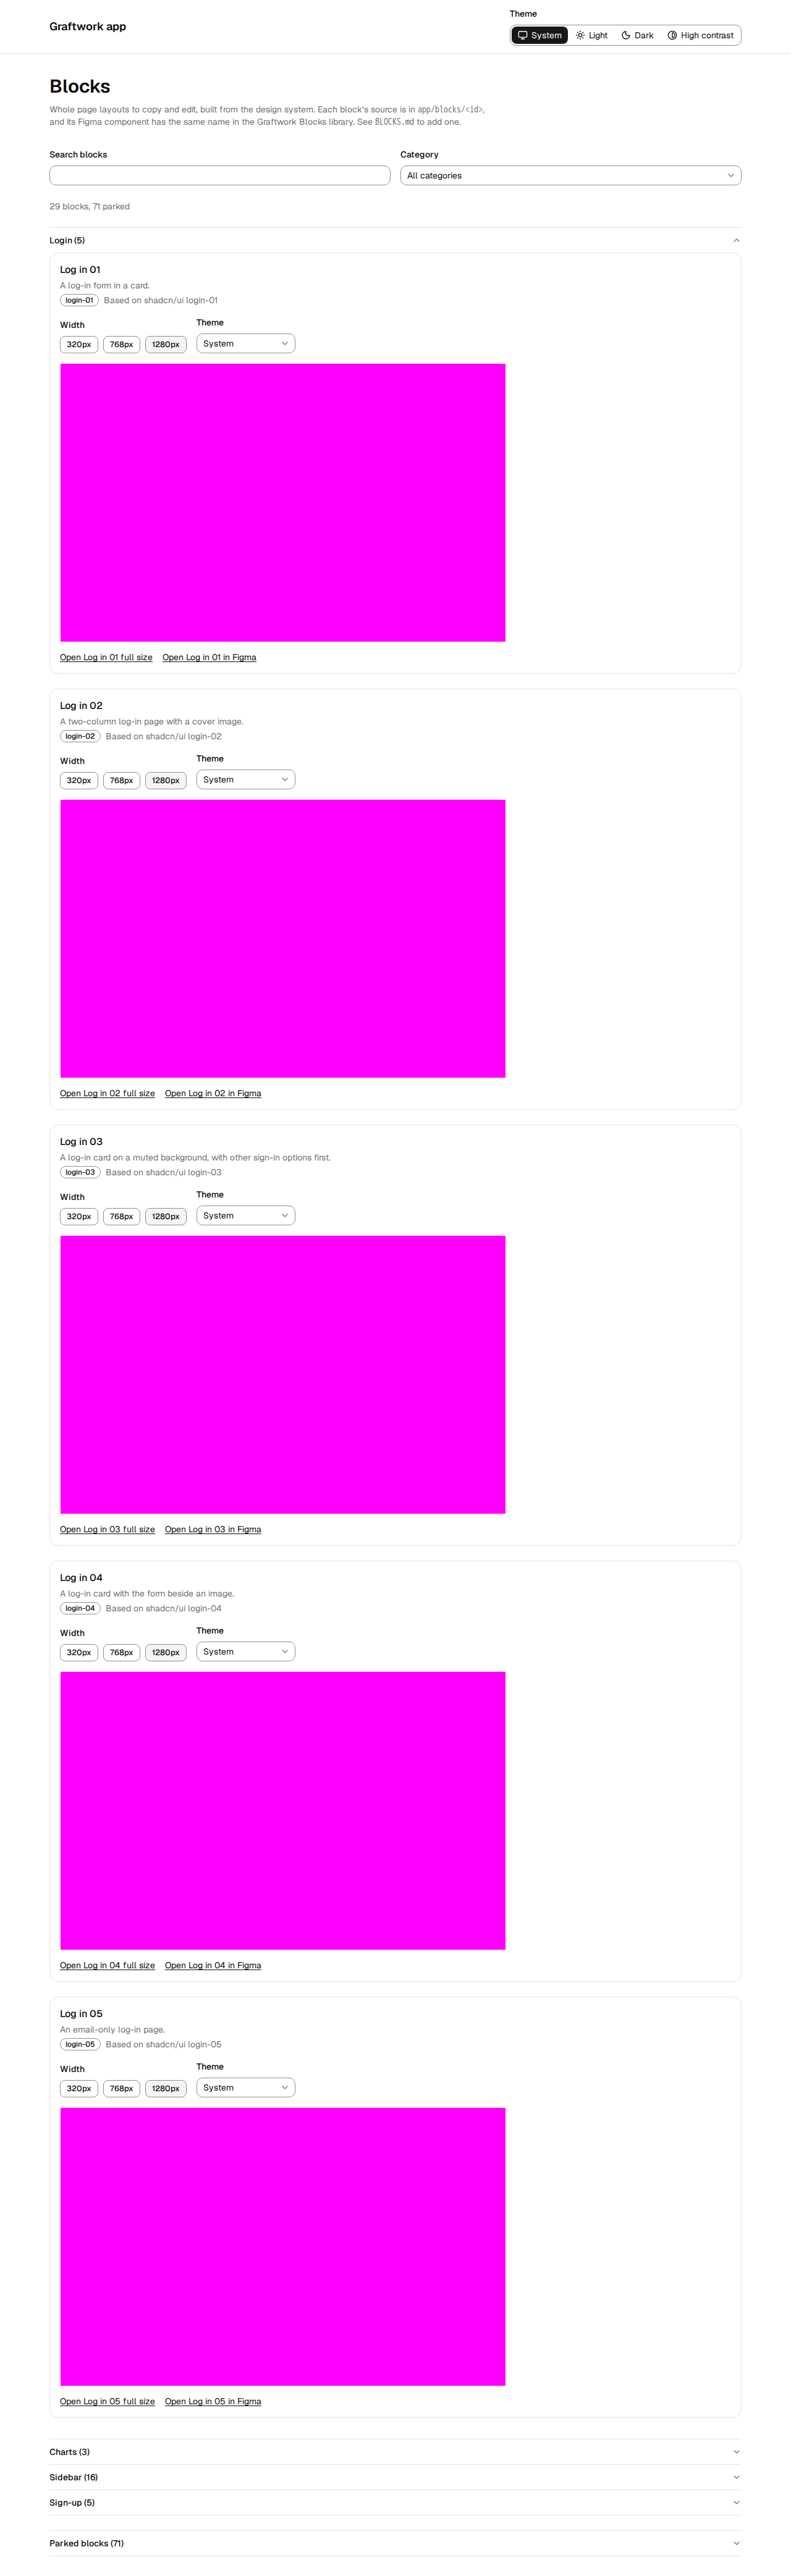 Graftwork app
Theme
System
Light
Dark
High contrast
Blocks
Whole page layouts to copy and edit, built from the design system. Each block's source is in app/blocks/<id>,
and its Figma component has the same name in the Graftwork Blocks library. See BLOCKS.md to add one.
Search blocks
Category
All categories
29 blocks, 71 parked
Login (5)
Log in 01
A log-in form in a card.
login-01 Based on shadcn/ui login-01
Width
Theme
320px 768px 1280px
System
Open Log in 01 full size Open Log in 01 in Figma
Log in 02
A two-column log-in page with a cover image.
login-02 Based on shadcn/ui login-02
Width
Theme
320px 768px 1280px
System
Open Log in 02 full size Open Log in 02 in Figma
Log in 03
A log-in card on a muted background, with other sign-in options first.
login-03 Based on shadcn/ui login-03
Width
Theme
320px 768px 1280px
System
Open Log in 03 full size Open Log in 03 in Figma
Log in 04
A log-in card with the form beside an image.
login-04 Based on shadcn/ui login-04
Width
Theme
320px 768px 1280px
System
Open Log in 04 full size Open Log in 04 in Figma
Log in 05
An email-only log-in page.
login-05 Based on shadcn/ui login-05
Width
Theme
320px 768px 1280px
System
Open Log in 05 full size Open Log in 05 in Figma
Charts (3)
Sidebar (16)
Sign-up (5)
Parked blocks (71)